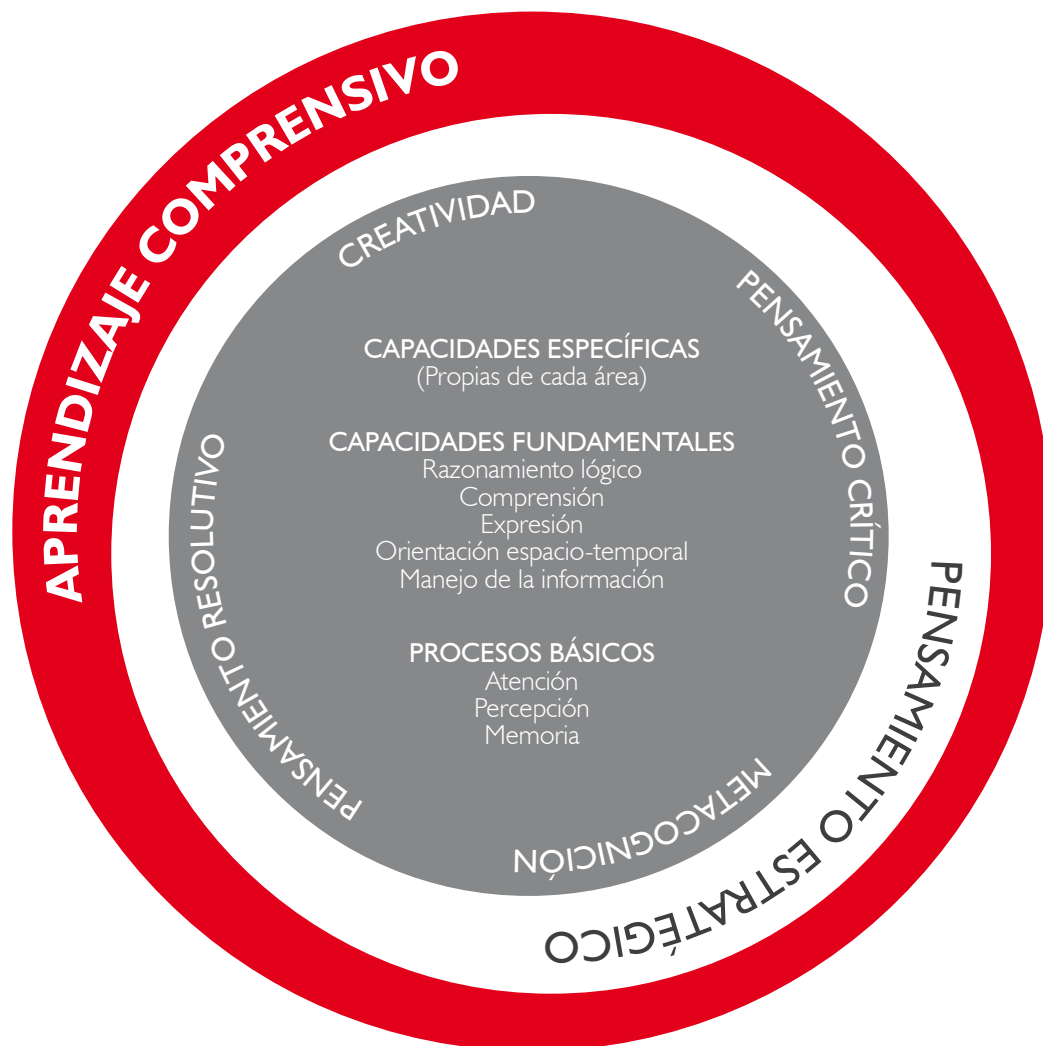 APRENDIZAJE COMPRENSIVO
CREATIVIDAD
PENSAMIENTO CRÍTICO
CAPACIDADES ESPECÍFICAS
(Propias de cada área)
CAPACIDADES FUNDAMENTALES
Razonamiento lógico
Comprensión
Expresión
Orientación espacio-temporal
Manejo de la información
PROCESOS BÁSICOS
Atención
Percepción
Memoria
PENSAMIENTO RESOLUTIVO
METACOGNICIÓN
PENSAMIENTO ESTRATÉGICO